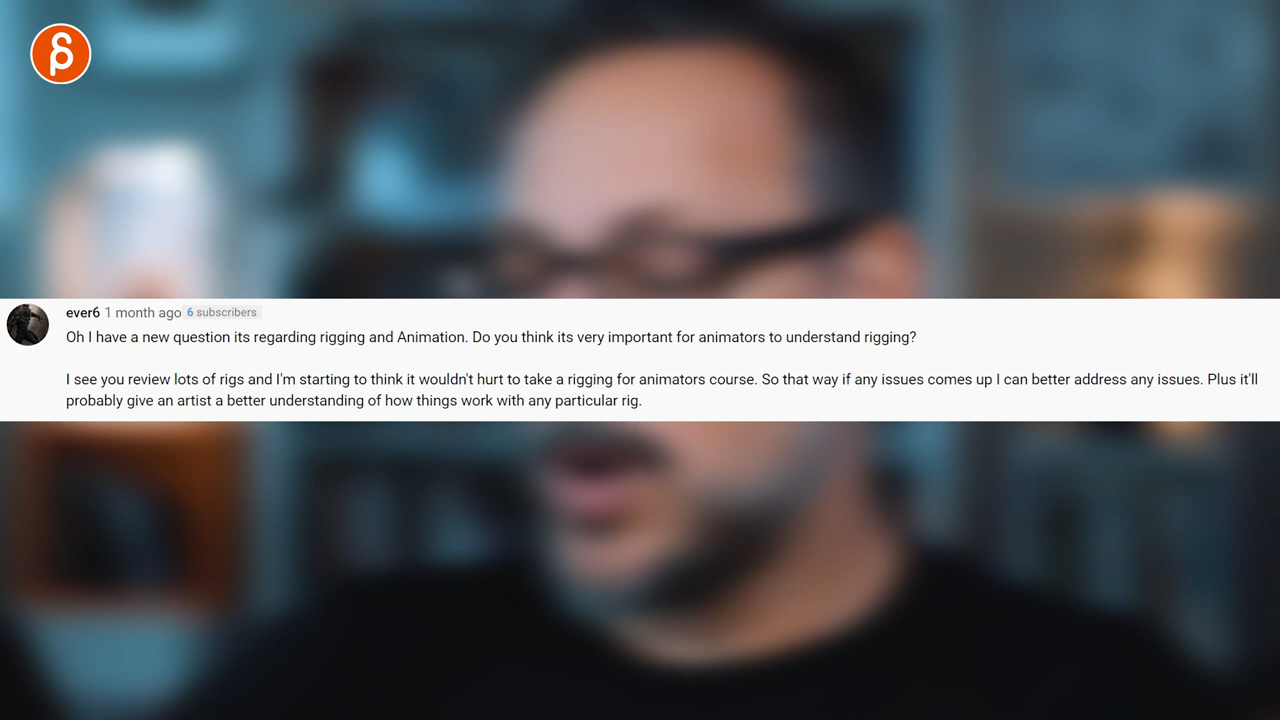 ever6 1 month ago 6 subscribers
Oh I have a new question its regarding rigging and Animation. Do you think its very important for animators to understand rigging?
I see you review lots of rigs and I'm starting to think it wouldn't hurt to take a rigging for animators course. So that way if any issues comes up I can better address any issues. Plus it'll
probably give an artist a better understanding of how things work with any particular rig.